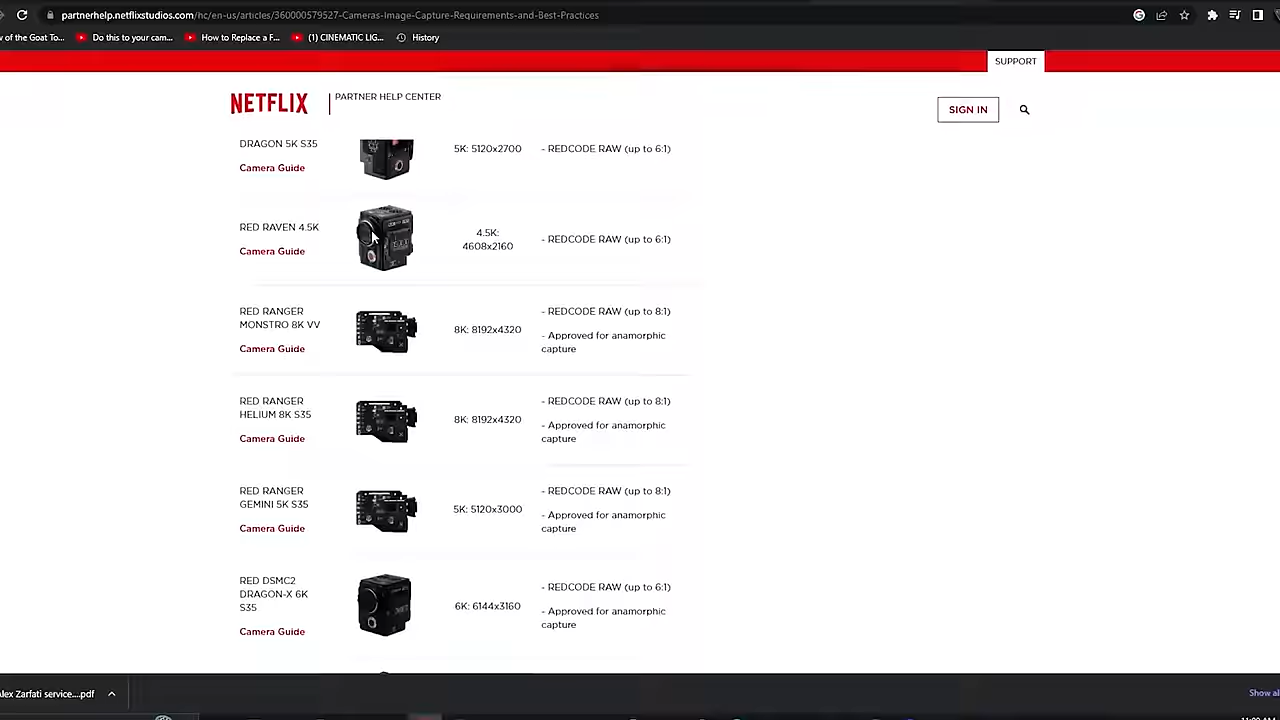 partnerhelp.netflixstudios.com/hc/en-us/articles/360000579527-Cameras-Image-Capture-Requirements-and-Best-Practices
of the Goat To... Do this to your cam... How to Replace a F... (1) CINEMATIC LIG... History
SUPPORT
NETFLIX PARTNER HELP CENTER
SIGN IN
DRAGON 5K S35
Camera Guide
5K: 5120x2700
- REDCODE RAW (up to 6:1)
RED RAVEN 4.5K
Camera Guide
4.5K:
4608x2160
- REDCODE RAW (up to 6:1)
RED RANGER
MONSTRO 8K VV
Camera Guide
8K: 8192x4320
- REDCODE RAW (up to 8:1)
- Approved for anamorphic
capture
RED RANGER
HELIUM 8K S35
Camera Guide
8K: 8192x4320
- REDCODE RAW (up to 8:1)
- Approved for anamorphic
capture
RED RANGER
GEMINI 5K S35
Camera Guide
5K: 5120x3000
- REDCODE RAW (up to 8:1)
- Approved for anamorphic
capture
RED DSMC2
DRAGON-X 6K
S35
Camera Guide
6K: 6144x3160
- REDCODE RAW (up to 6:1)
- Approved for anamorphic
capture
Alex Zarfati service....pdf
Show al